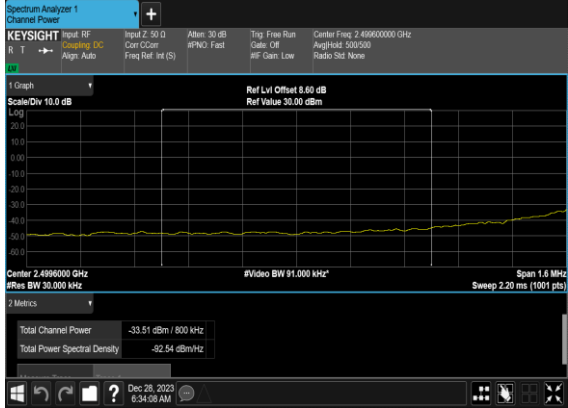 Spectrum Analyzer 1
Channel Power
+
KEYSIGHT Input: RF Input Z: 50 Ω Atten: 30 dB Trig: Free Run Center Freq: 2.499600000 GHz
R T Coupling: DC Corr CCorr #PNO: Fast Gate: Off Avg|Hold: 500/500
Align: Auto Freq Ref: Int (S) #IF Gain: Low Radio Std: None
1 Graph
Ref Lvl Offset 8.60 dB
Scale/Div 10.0 dB Ref Value 30.00 dBm
Log
20.0
10.0
0.00
-10.0
-20.0
-30.0
-40.0
-50.0
-60.0
Center 2.4996000 GHz #Video BW 91.000 kHz* Span 1.6 MHz
#Res BW 30.000 kHz Sweep 2.20 ms (1001 pts)
2 Metrics
Total Channel Power -33.51 dBm / 800 kHz
Total Power Spectral Density -92.54 dBm/Hz
?
Dec 28, 2023
6:34:08 AM